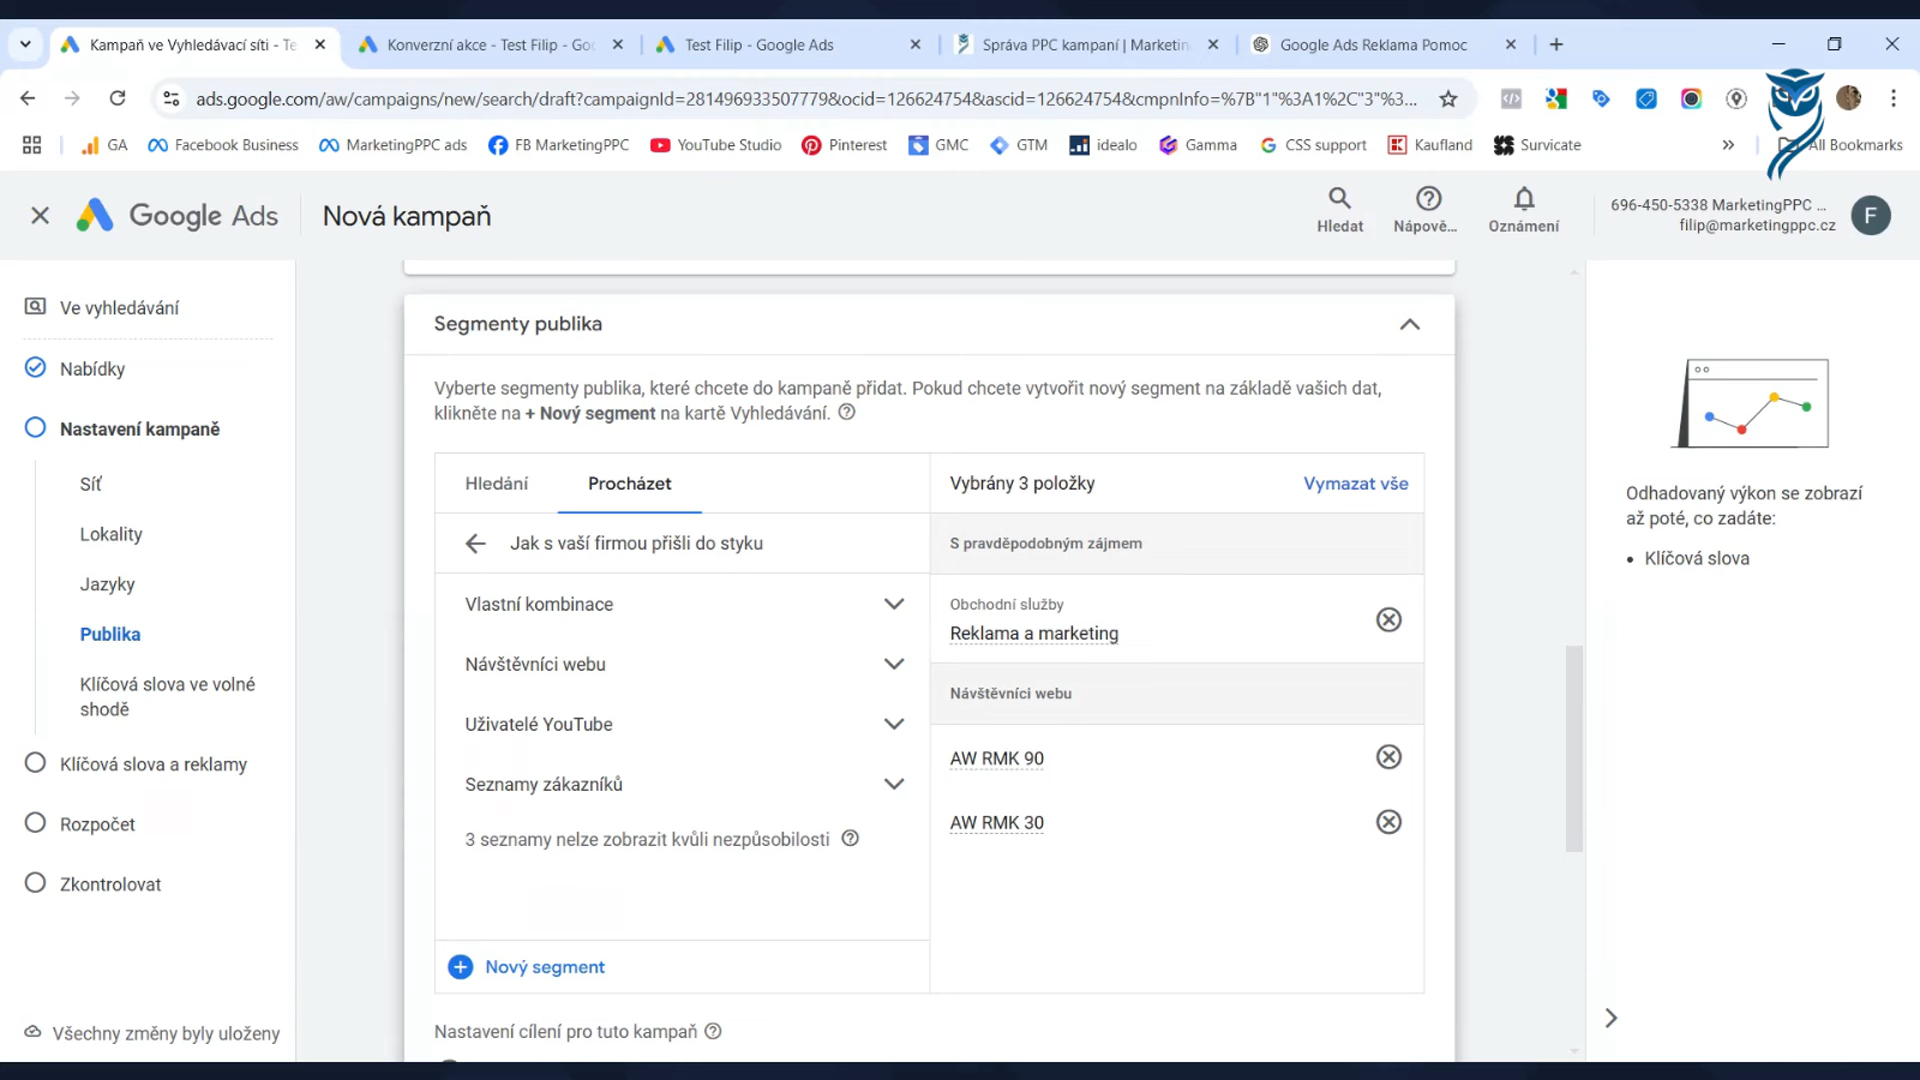 Kampaň ve Vyhledávací síti - Te
Konverzní akce - Test Filip - Goo
Test Filip - Google Ads
Správa PPC kampaní | Marketin
Google Ads Reklama Pomoc
ads.google.com/aw/campaigns/new/search/draft?campaignId=281496933507779&ocid=126624754&ascid=126624754&cmpnInfo=%7B"1"%3A1%2C"3"%3...
GA
Facebook Business
MarketingPPC ads
FB MarketingPPC
YouTube Studio
Pinterest
GMC
GTM
idealo
Gamma
CSS support
Kaufland
Survicate
All Bookmarks
Google Ads
Nová kampaň
Hledat
Nápově...
Oznámení
696-450-5338 MarketingPPC ...
filip@marketingppc.cz
F
Ve vyhledávání
Nabídky
Nastavení kampaně
Síť
Lokality
Jazyky
Publika
Klíčová slova ve volné
shodě
Klíčová slova a reklamy
Rozpočet
Zkontrolovat
Všechny změny byly uloženy
Segmenty publika
Vyberte segmenty publika, které chcete do kampaně přidat. Pokud chcete vytvořit nový segment na základě vašich dat,
klikněte na + Nový segment na kartě Vyhledávání.
Hledání
Procházet
Jak s vaší firmou přišli do styku
Vlastní kombinace
Návštěvníci webu
Uživatelé YouTube
Seznamy zákazníků
3 seznamy nelze zobrazit kvůli nezpůsobilosti
Nový segment
Vybrány 3 položky
Vymazat vše
S pravděpodobným zájmem
Obchodní služby
Reklama a marketing
Návštěvníci webu
AW RMK 90
AW RMK 30
Nastavení cílení pro tuto kampaň
Odhadovaný výkon se zobrazí
až poté, co zadáte:
• Klíčová slova